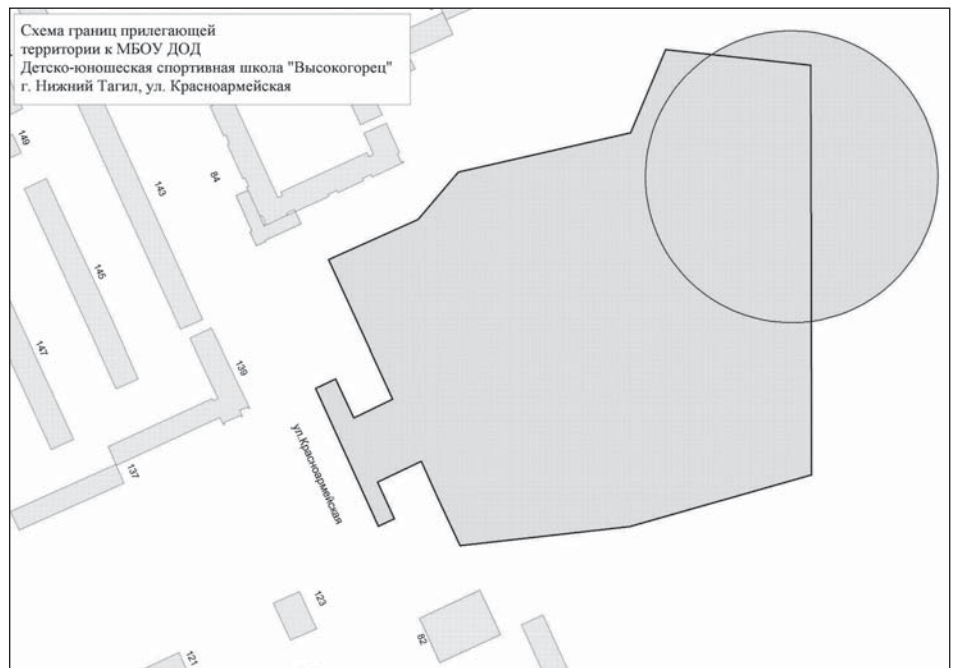 Схема границ прилегающей
территории к МБОУ ДОД
Детско-юношеская спортивная школа "Высокогорец"
г. Нижний Тагил, ул. Красноармейская
149
143
84
145
147
139
137
ул.Красноармейская
123
82
121